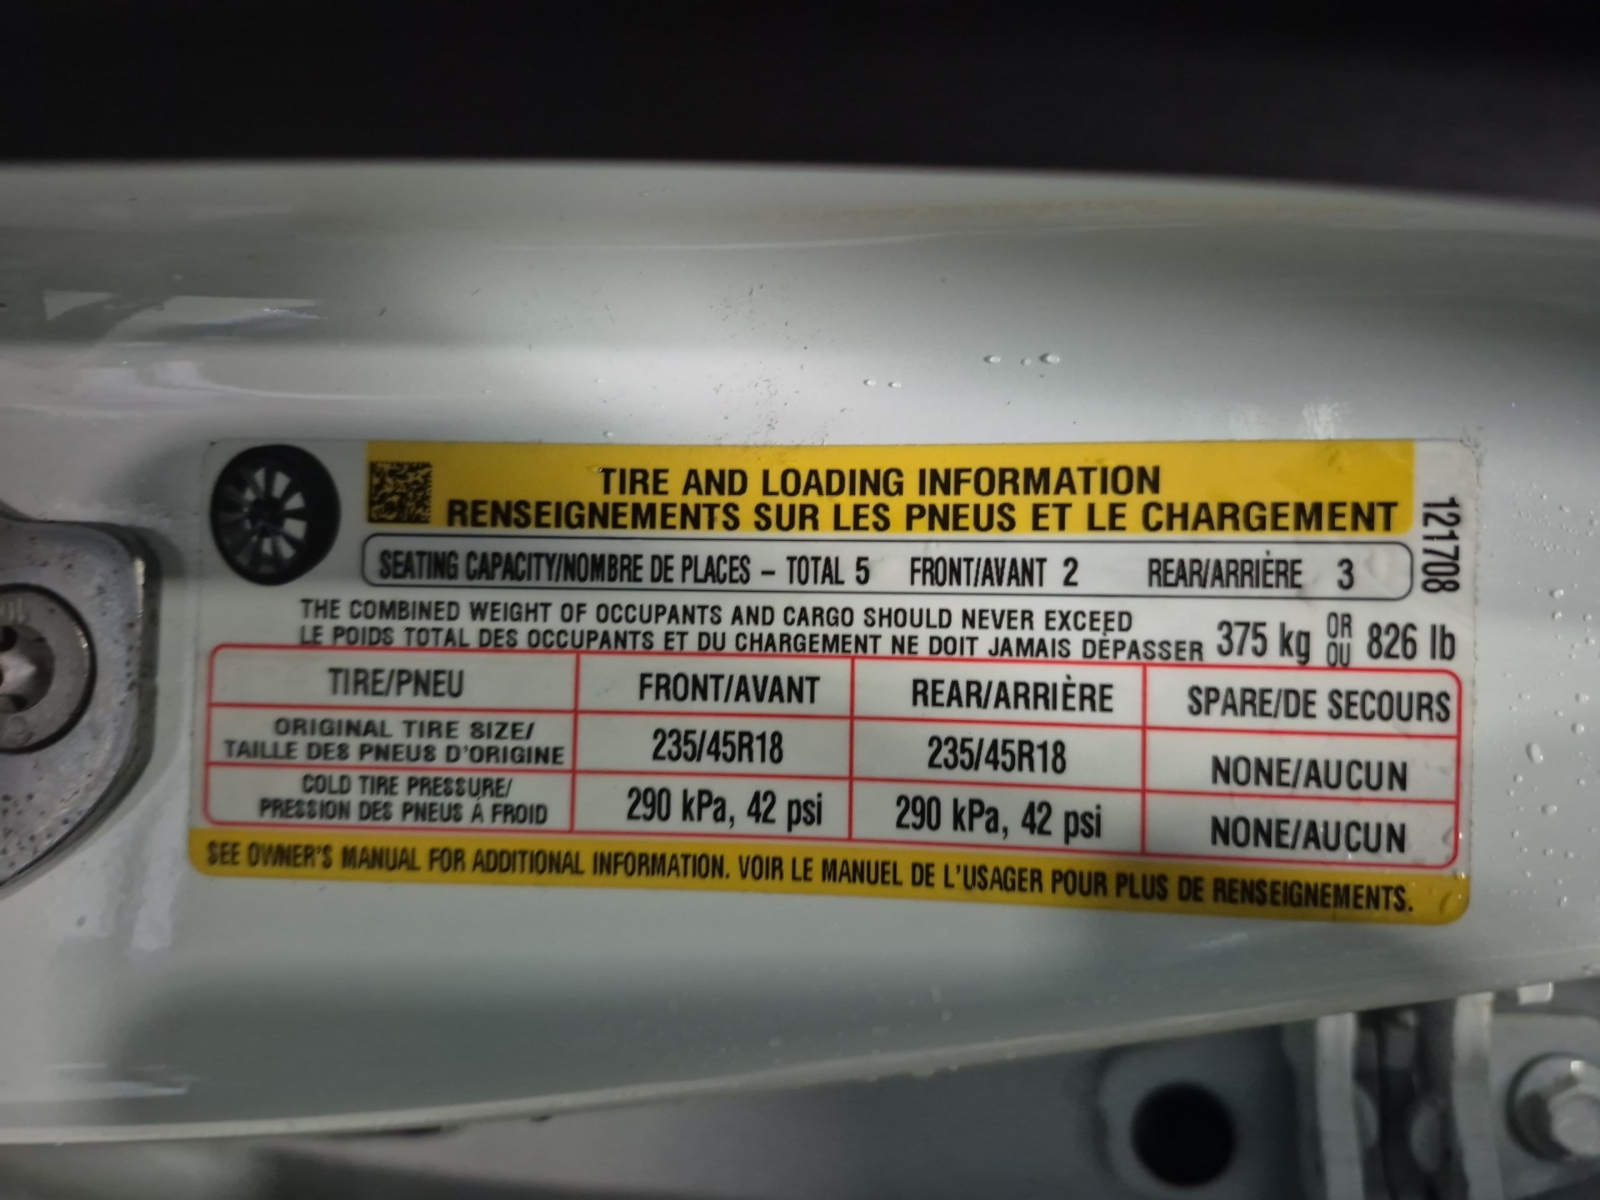 TIRE AND LOADING INFORMATION
RENSEIGNEMENTS SUR LES PNEUS ET LE CHARGEMENT
121708
SEATING CAPACITY/NOMBRE DE PLACES – TOTAL 5 FRONT/AVANT 2 REAR/ARRIÈRE 3
THE COMBINED WEIGHT OF OCCUPANTS AND CARGO SHOULD NEVER EXCEED
LE POIDS TOTAL DES OCCUPANTS ET DU CHARGEMENT NE DOIT JAMAIS DÉPASSER 375 kg OR OU 826 lb
TIRE/PNEU FRONT/AVANT REAR/ARRIÈRE SPARE/DE SECOURS
ORIGINAL TIRE SIZE/
TAILLE DES PNEUS D'ORIGINE 235/45R18 235/45R18 NONE/AUCUN
COLD TIRE PRESSURE/
PRESSION DES PNEUS À FROID 290 kPa, 42 psi 290 kPa, 42 psi NONE/AUCUN
SEE OWNER'S MANUAL FOR ADDITIONAL INFORMATION. VOIR LE MANUEL DE L'USAGER POUR PLUS DE RENSEIGNEMENTS.